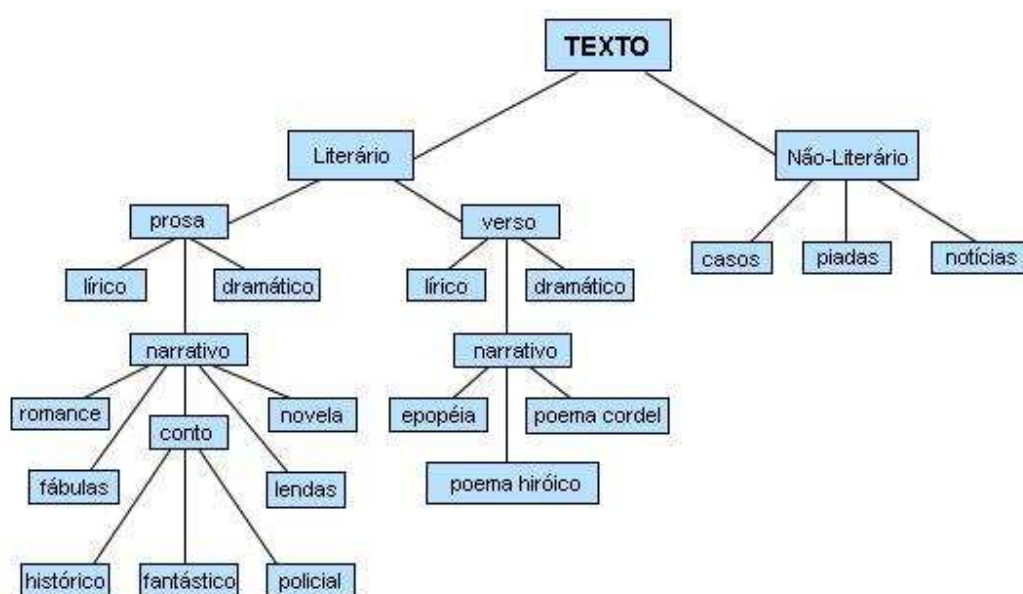 TEXTO
Literário
Não-Literário
prosa
verso
casos
piadas
notícias
lírico
dramático
lírico
dramático
narrativo
narrativo
romance
novela
epopéia
poema cordel
conto
fábulas
lendas
poema hiróico
histórico
fantástico
policial